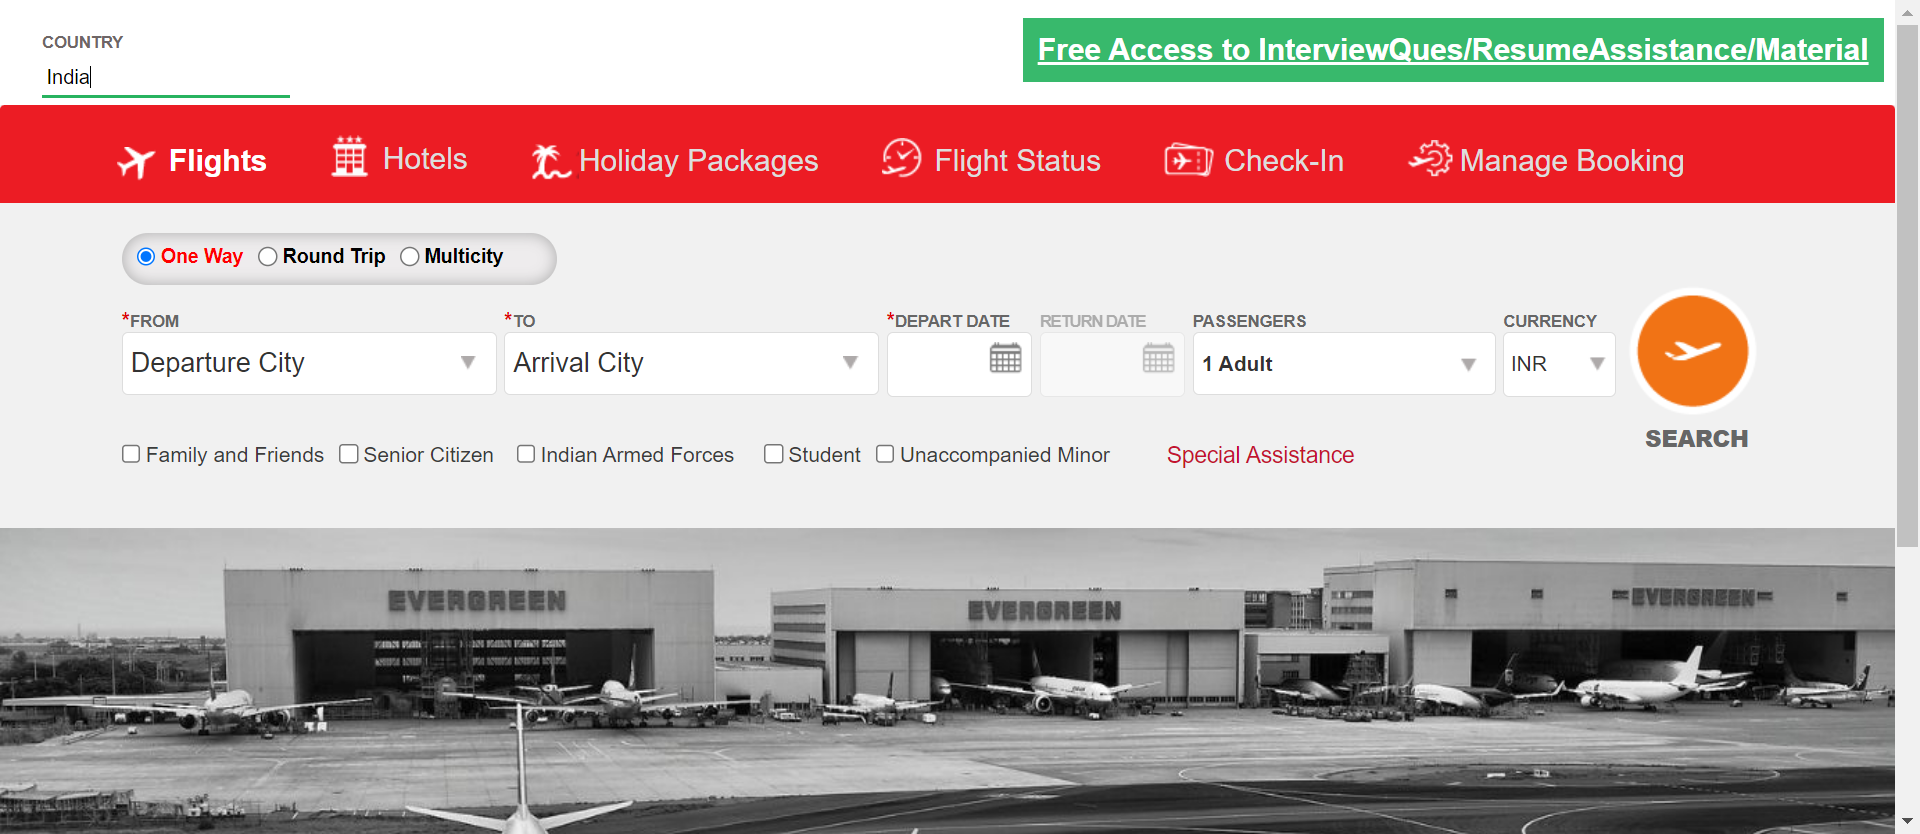 COUNTRY
India
Free Access to InterviewQues/ResumeAssistance/Material
Flights
Hotels
Holiday Packages
Flight Status
Check-In
Manage Booking
One Way
Round Trip
Multicity
*FROM
*TO
*DEPART DATE
RETURN DATE
PASSENGERS
CURRENCY
Departure City
Arrival City
1 Adult
INR
SEARCH
Family and Friends
Senior Citizen
Indian Armed Forces
Student
Unaccompanied Minor
Special Assistance
EVERGREEN
EVERGREEN
EVERGREEN